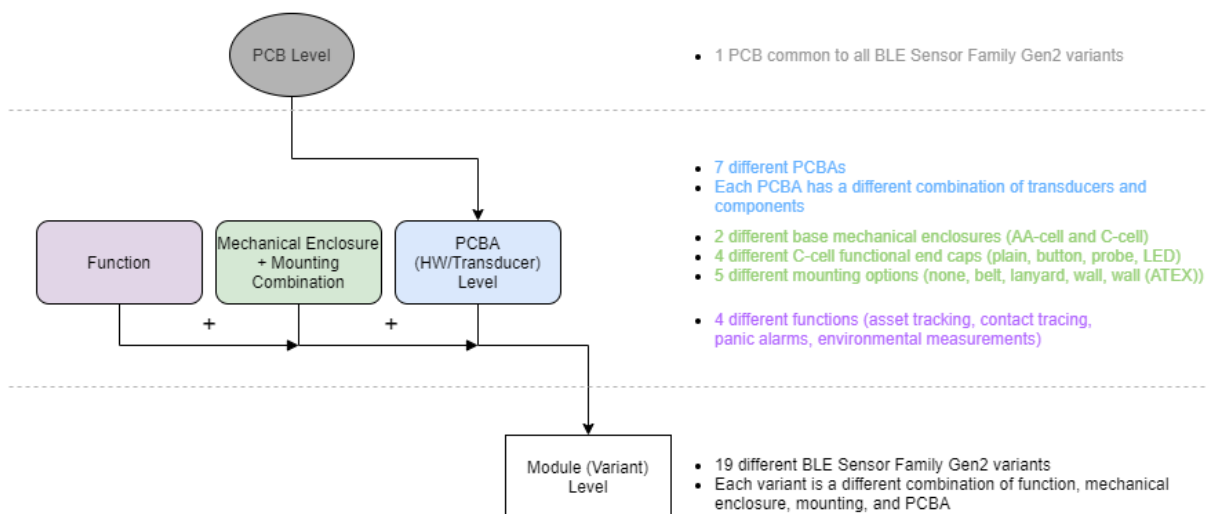 PCB Level
• 1 PCB common to all BLE Sensor Family Gen2 variants
• 7 different PCBAs
• Each PCBA has a different combination of transducers and
components
• 2 different base mechanical enclosures (AA-cell and C-cell)
• 4 different C-cell functional end caps (plain, button, probe, LED)
• 5 different mounting options (none, belt, lanyard, wall, wall (ATEX))
• 4 different functions (asset tracking, contact tracing,
panic alarms, environmental measurements)
Function
+
Mechanical Enclosure
+ Mounting
Combination
+
PCBA
(HW/Transducer)
Level
Module (Variant)
Level
• 19 different BLE Sensor Family Gen2 variants
• Each variant is a different combination of function, mechanical
enclosure, mounting, and PCBA